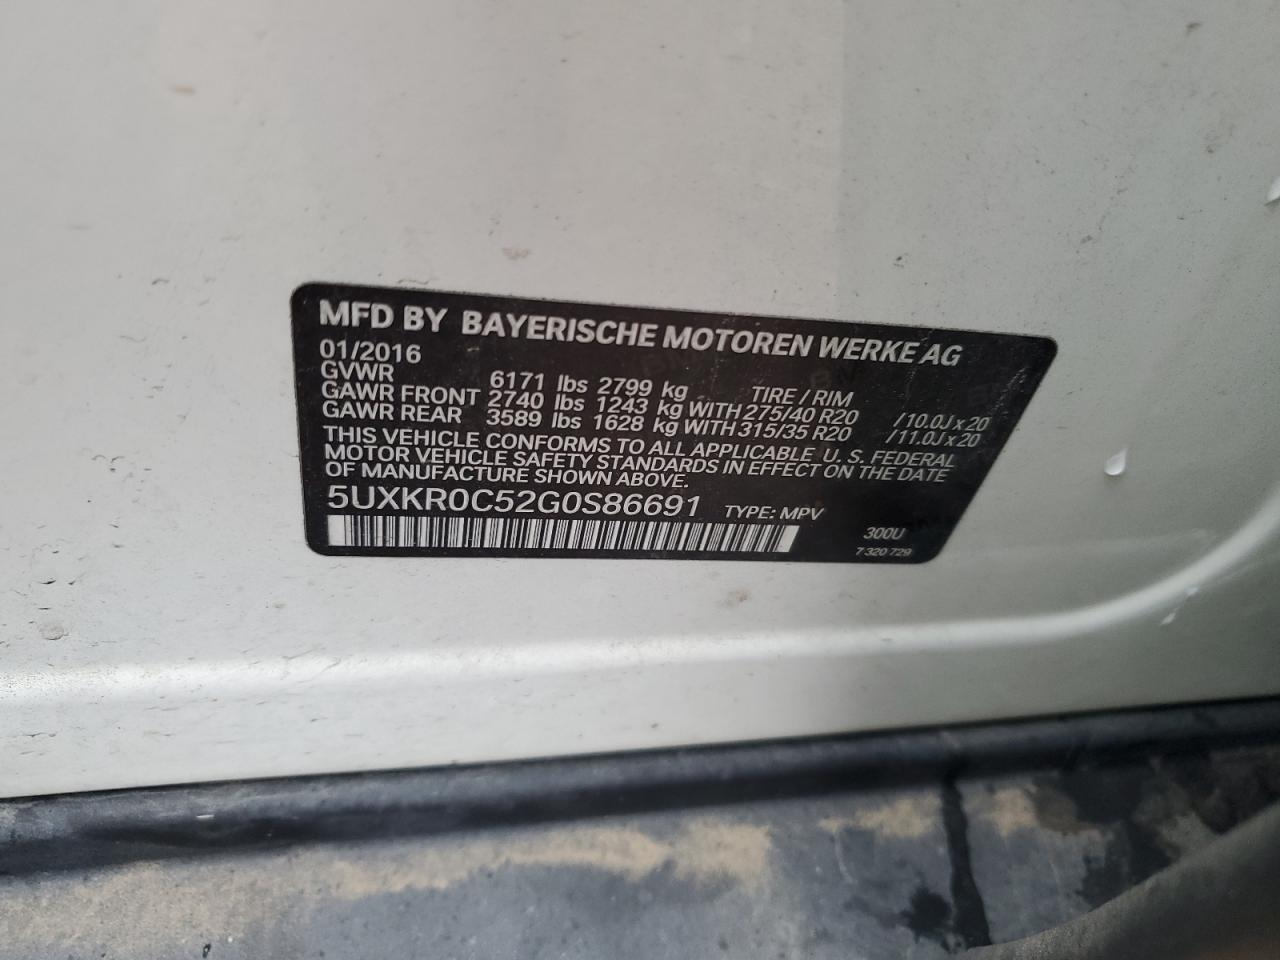 MFD BY BAYERISCHE MOTOREN WERKE AG
01/2016
GVWR 6171 lbs 2799 kg TIRE / RIM
GAWR FRONT 2740 lbs 1243 kg WITH 275/40 R20 / 10.0J x 20
GAWR REAR 3589 lbs 1628 kg WITH 315/35 R20 / 11.0J x 20
THIS VEHICLE CONFORMS TO ALL APPLICABLE U. S. FEDERAL
MOTOR VEHICLE SAFETY STANDARDS IN EFFECT ON THE DATE
OF MANUFACTURE SHOWN ABOVE.
5UXKR0C52G0S86691 TYPE: MPV
300U
7 320 729